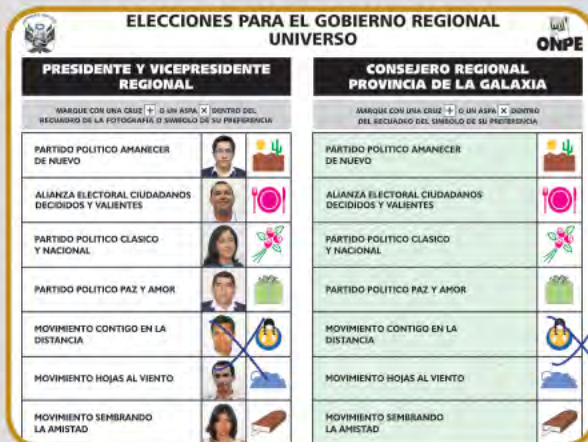 ELECCIONES PARA EL GOBIERNO REGIONAL
UNIVERSO
ONPE
PRESIDENTE Y VICEPRESIDENTE
REGIONAL
MARQUE CON UNA CRUZ + O UN ASPA X DENTRO DEL
RECUADRO DE LA FOTOGRAFÍA O SÍMBOLO DE SU PREFERENCIA
PARTIDO POLITICO AMANECER
DE NUEVO
ALIANZA ELECTORAL CIUDADANOS
DECIDIDOS Y VALIENTES
PARTIDO POLITICO CLASICO
Y NACIONAL
PARTIDO POLITICO PAZ Y AMOR
MOVIMIENTO CONTIGO EN LA
DISTANCIA
MOVIMIENTO HOJAS AL VIENTO
MOVIMIENTO SEMBRANDO
LA AMISTAD
CONSEJERO REGIONAL
PROVINCIA DE LA GALAXIA
MARQUE CON UNA CRUZ + O UN ASPA X DENTRO
DEL RECUADRO DEL SIMBOLO DE SU PREFERENCIA
PARTIDO POLITICO AMANECER
DE NUEVO
ALIANZA ELECTORAL CIUDADANOS
DECIDIDOS Y VALIENTES
PARTIDO POLITICO CLASICO
Y NACIONAL
PARTIDO POLITICO PAZ Y AMOR
MOVIMIENTO CONTIGO EN LA
DISTANCIA
MOVIMIENTO HOJAS AL VIENTO
MOVIMIENTO SEMBRANDO
LA AMISTAD